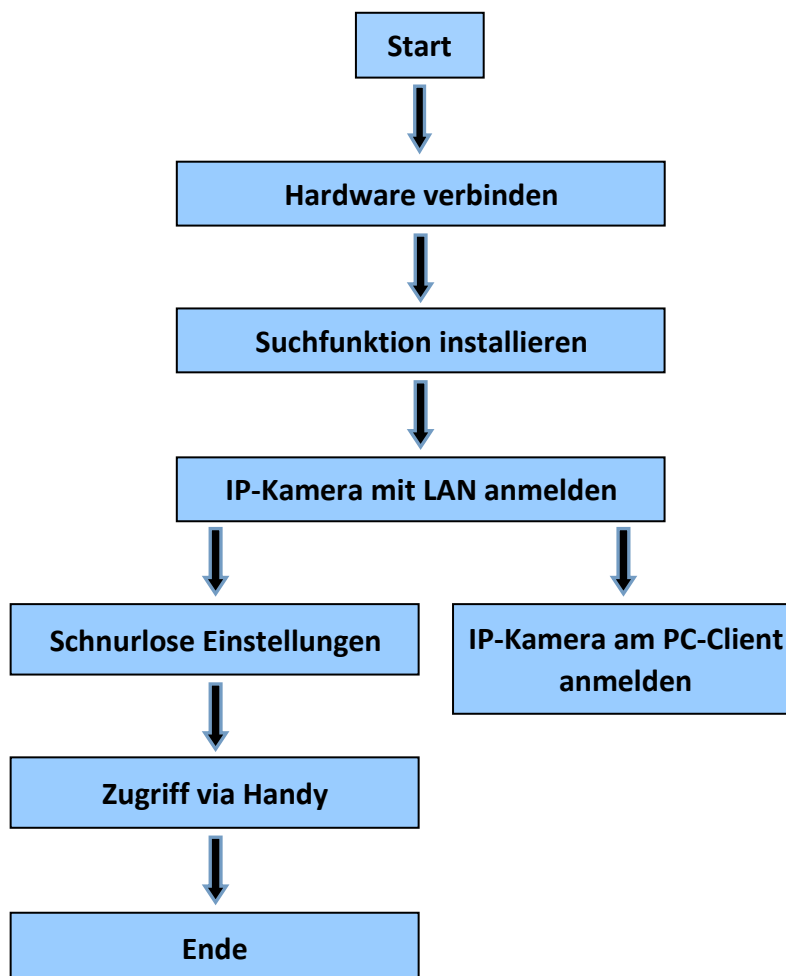 Start
Hardware verbinden
Suchfunktion installieren
IP-Kamera mit LAN anmelden
Schnurlose Einstellungen
IP-Kamera am PC-Client
anmelden
Zugriff via Handy
Ende